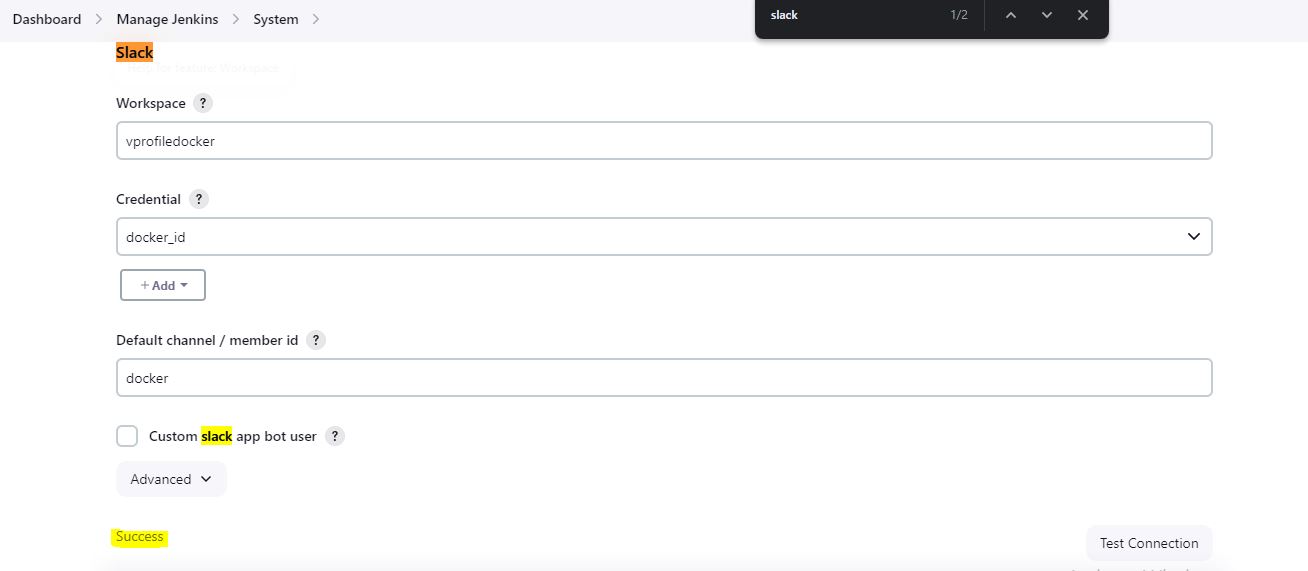 Dashboard > Manage Jenkins > System >
slack 1/2
Slack
Help for feature: Workspace
Workspace ?
vprofiledocker
Credential ?
docker_id
+ Add
Default channel / member id ?
docker
Custom slack app bot user ?
Advanced
Success
Test Connection